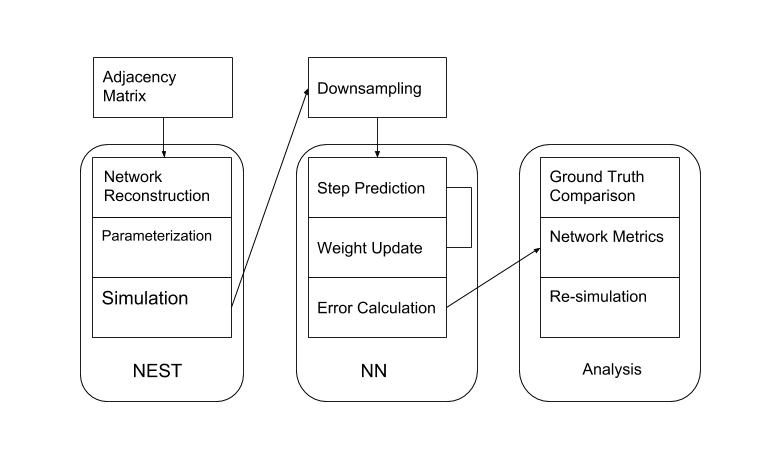 Adjacency
Matrix
Network
Reconstruction
Parameterization
Simulation
NEST
Downsampling
Step Prediction
Weight Update
Error Calculation
NN
Ground Truth
Comparison
Network Metrics
Re-simulation
Analysis